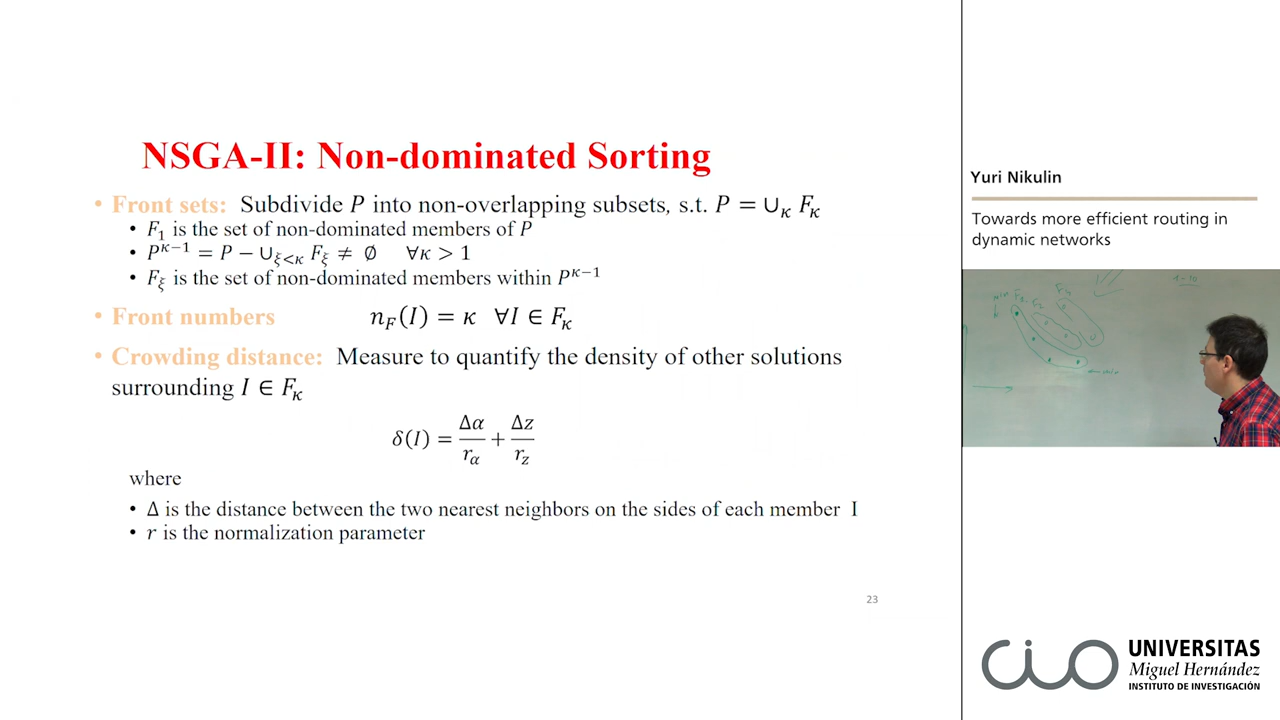 NSGA-II: Non-dominated Sorting
• Front sets: Subdivide P into non-overlapping subsets, s.t. P = ∪κ Fκ
• F₁ is the set of non-dominated members of P
• P^κ−1 = P − ∪ξ<κ Fξ ≠ ∅ ∀κ > 1
• Fξ is the set of non-dominated members within P^κ−1
• Front numbers n_F(I) = κ ∀I ∈ Fκ
• Crowding distance: Measure to quantify the density of other solutions
surrounding I ∈ Fκ
δ(I) = Δα/r_α + Δz/r_z
where
• Δ is the distance between the two nearest neighbors on the sides of each member I
• r is the normalization parameter
23
Yuri Nikulin
Towards more efficient routing in
dynamic networks
cio
UNIVERSITAS
Miguel Hernández
INSTITUTO DE INVESTIGACIÓN